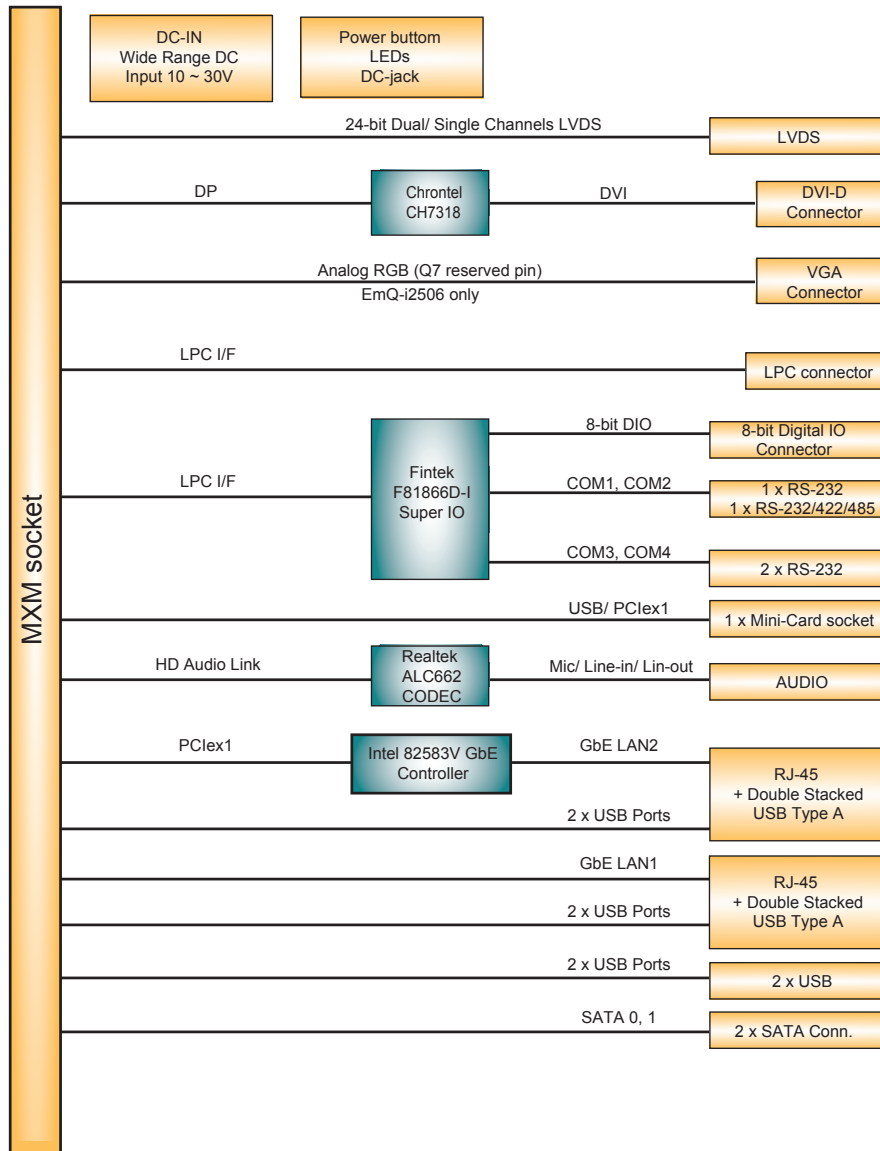 DC-IN
Wide Range DC
Input 10 ~ 30V
Power buttom
LEDs
DC-jack
MXM socket
24-bit Dual/ Single Channels LVDS
LVDS
DP
Chrontel
CH7318
DVI
DVI-D
Connector
Analog RGB (Q7 reserved pin)
EmQ-i2506 only
VGA
Connector
LPC I/F
LPC connector
LPC I/F
Fintek
F81866D-I
Super IO
8-bit DIO
8-bit Digital IO
Connector
COM1, COM2
1 x RS-232
1 x RS-232/422/485
COM3, COM4
2 x RS-232
USB/ PCIex1
1 x Mini-Card socket
HD Audio Link
Realtek
ALC662
CODEC
Mic/ Line-in/ Lin-out
AUDIO
PCIex1
Intel 82583V GbE
Controller
GbE LAN2
2 x USB Ports
RJ-45
+ Double Stacked
USB Type A
GbE LAN1
2 x USB Ports
RJ-45
+ Double Stacked
USB Type A
2 x USB Ports
2 x USB
SATA 0, 1
2 x SATA Conn.